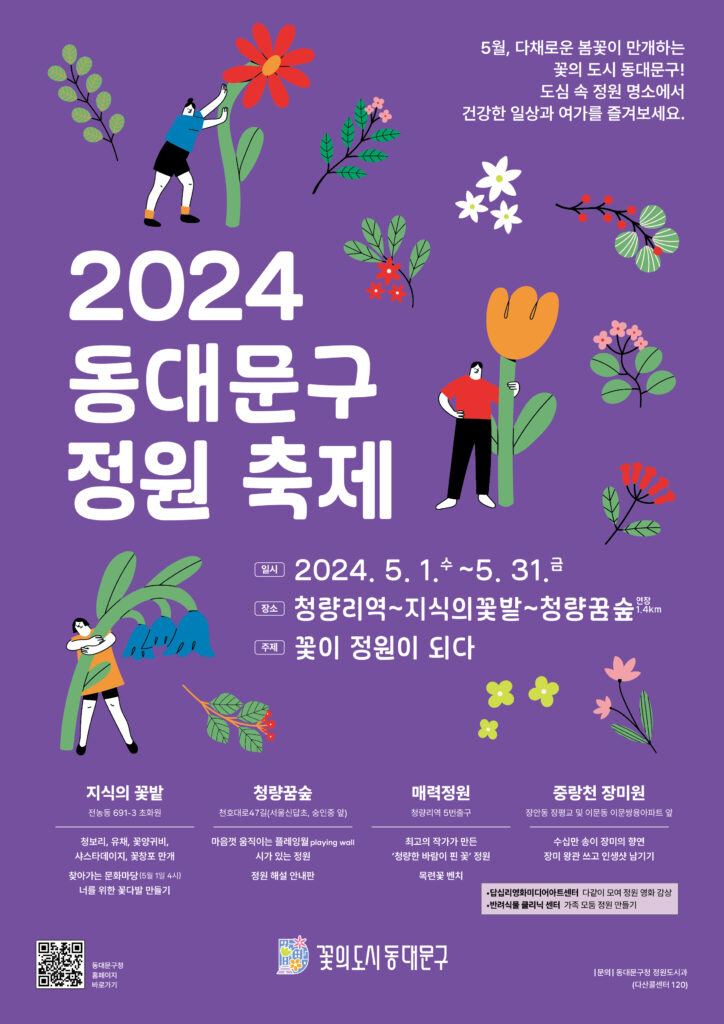 5월, 다채로운 봄꽃이 만개하는
꽃의 도시 동대문구!
도심 속 정원 명소에서
건강한 일상과 여가를 즐겨보세요.
2024
동대문구
정원 축제
일시 2024. 5. 1.수 ~5. 31.금
장소 청량리역~지식의꽃밭~청량꿈숲 연장 1.4km
주제 꽃이 정원이 되다
지식의 꽃밭
전농동 691-3 초화원
청보리, 유채, 꽃양귀비,
샤스타데이지, 꽃창포 만개
찾아가는 문화마당(5월 1일 4시)
너를 위한 꽃다발 만들기
청량꿈숲
천호대로47길(서울신답초, 숭인중 앞)
마음껏 움직이는 플레잉월 playing wall
시가 있는 정원
정원 해설 안내판
매력정원
청량리역 5번출구
최고의 작가가 만든
‘청량한 바람이 핀 꽃’ 정원
목련꽃 벤치
중랑천 장미원
장안동 장평교 및 이문동 이문쌍용아파트 앞
수십만 송이 장미의 향연
장미 왕관 쓰고 인생샷 남기기
•답십리영화미디어아트센터 다같이 모여 정원 영화 감상
•반려식물 클리닉 센터 가족 모둠 정원 만들기
동대문구청
홈페이지
바로가기
꽃의도시 동대문구
|문의| 동대문구청 정원도시과
(다산콜센터 120)